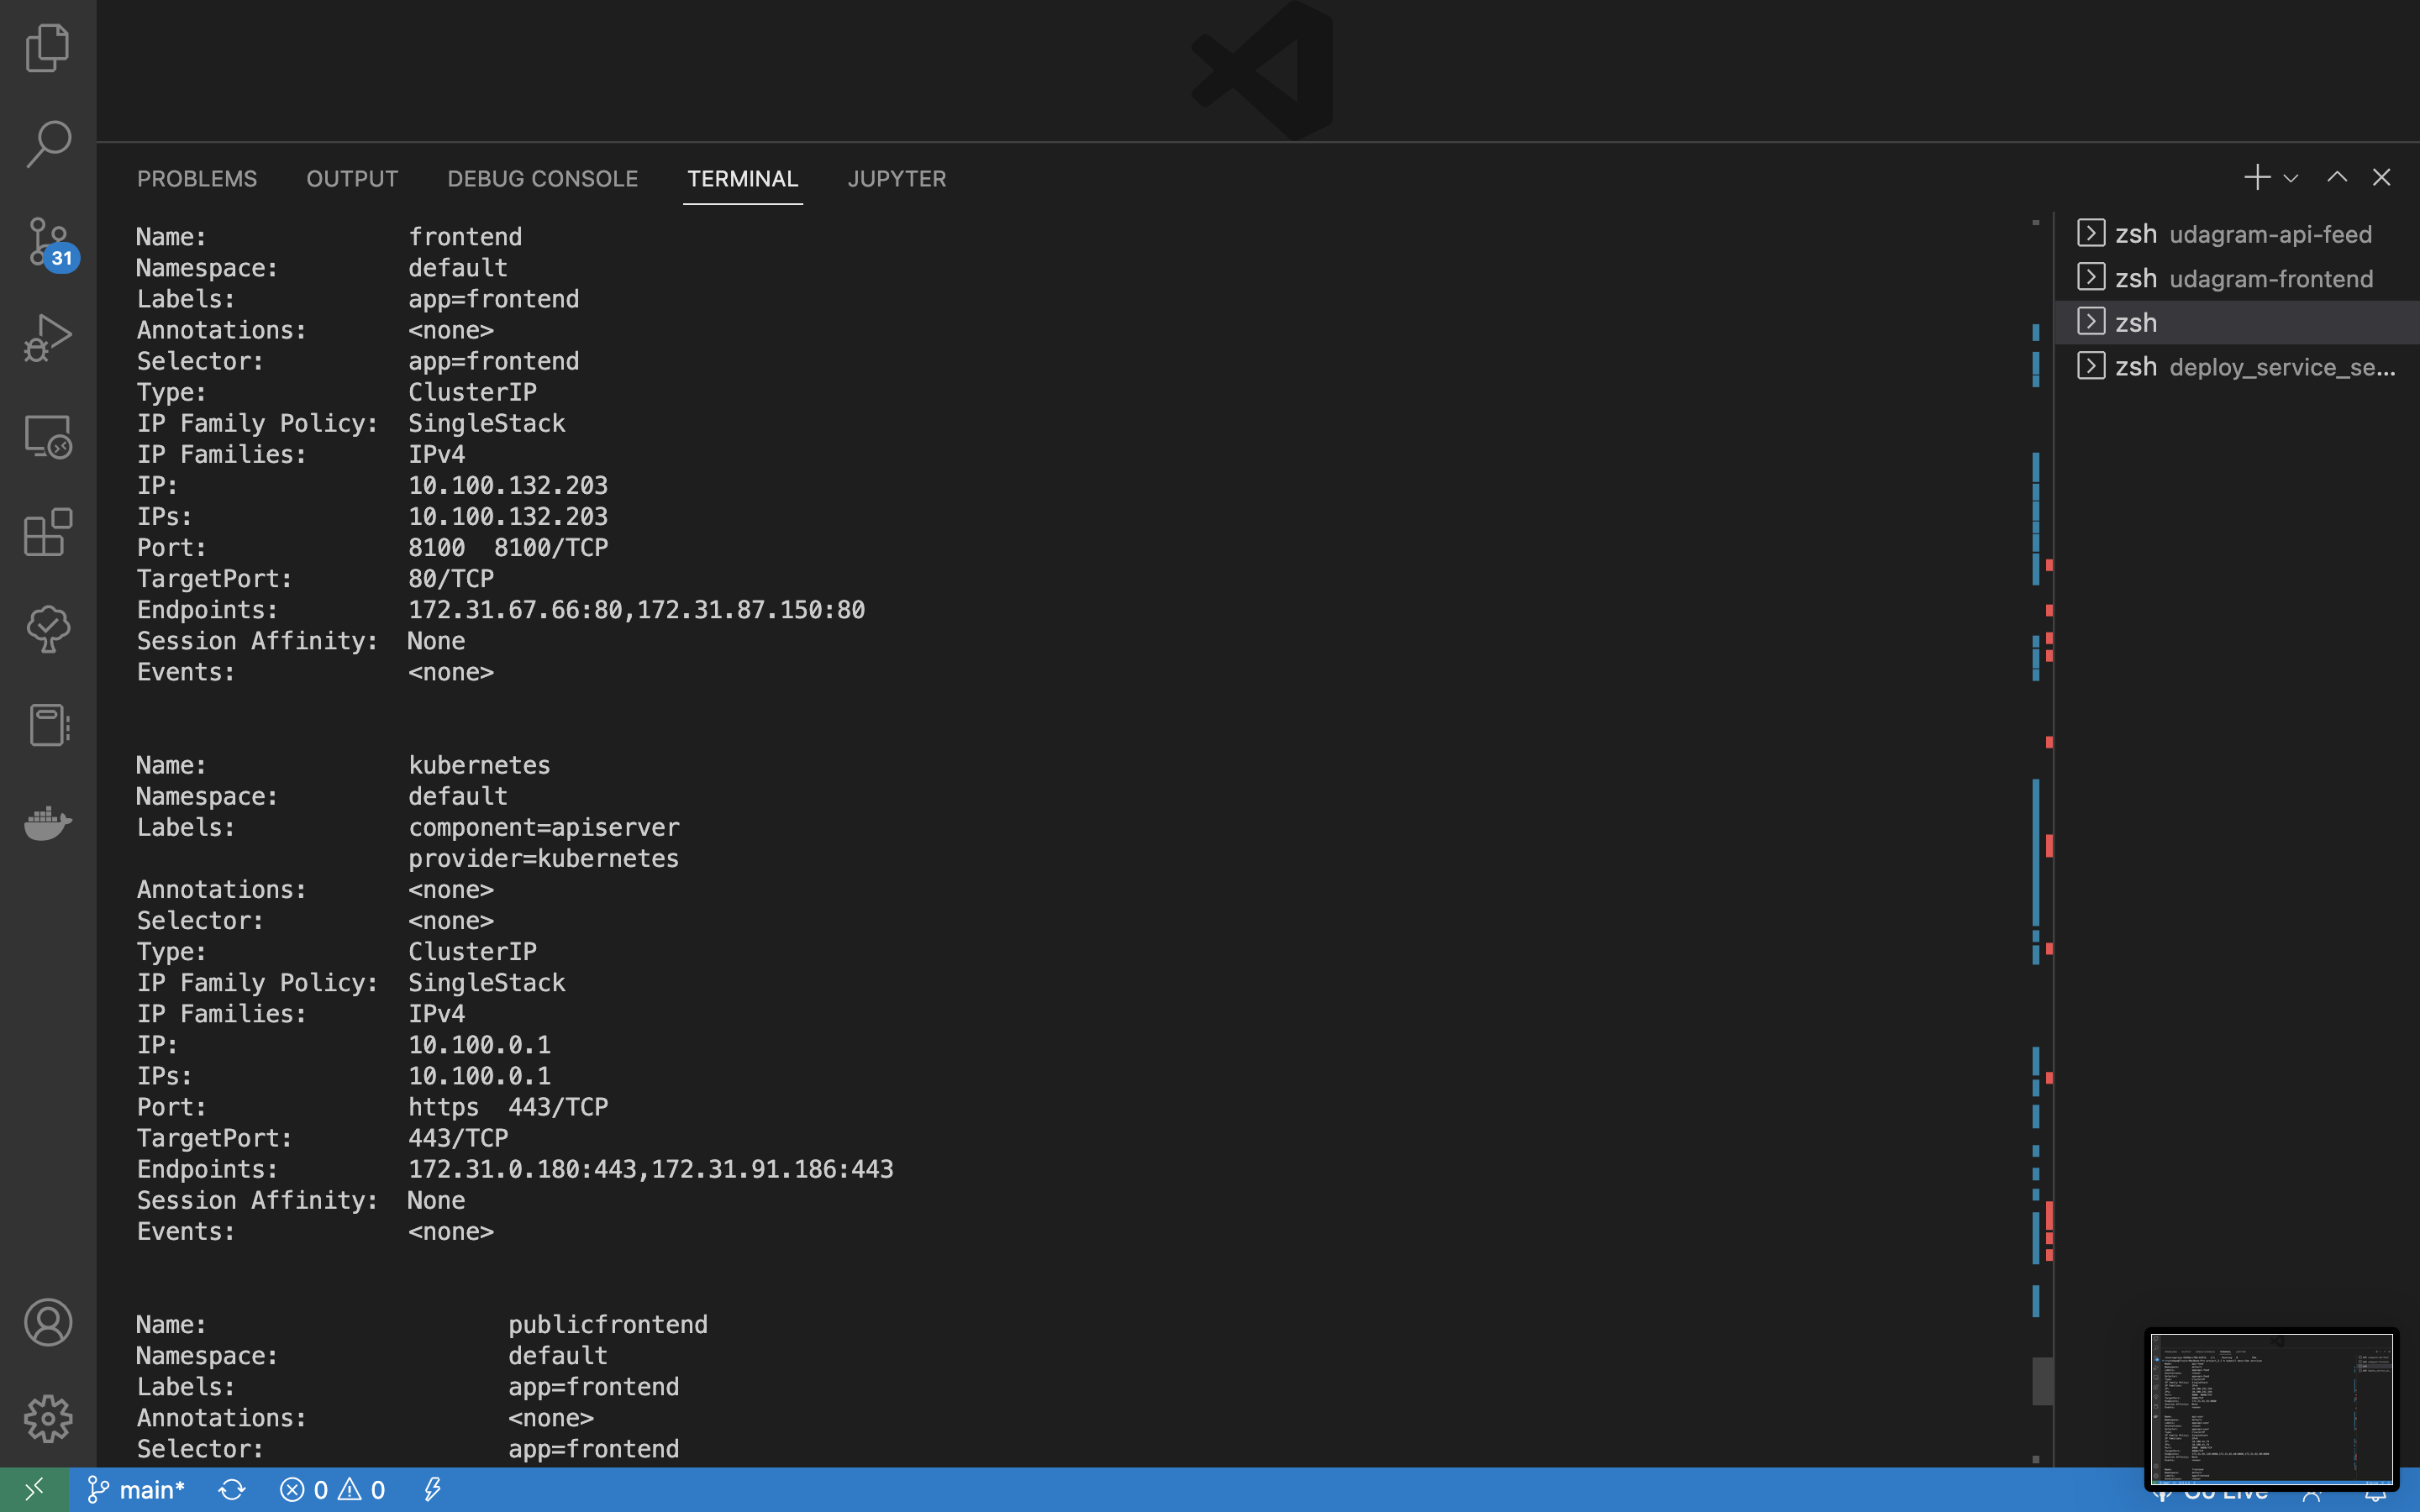 PROBLEMS OUTPUT DEBUG CONSOLE TERMINAL JUPYTER
Name: frontend
Namespace: default
Labels: app=frontend
Annotations: <none>
Selector: app=frontend
Type: ClusterIP
IP Family Policy: SingleStack
IP Families: IPv4
IP: 10.100.132.203
IPs: 10.100.132.203
Port: 8100 8100/TCP
TargetPort: 80/TCP
Endpoints: 172.31.67.66:80,172.31.87.150:80
Session Affinity: None
Events: <none>
Name: kubernetes
Namespace: default
Labels: component=apiserver
provider=kubernetes
Annotations: <none>
Selector: <none>
Type: ClusterIP
IP Family Policy: SingleStack
IP Families: IPv4
IP: 10.100.0.1
IPs: 10.100.0.1
Port: https 443/TCP
TargetPort: 443/TCP
Endpoints: 172.31.0.180:443,172.31.91.186:443
Session Affinity: None
Events: <none>
Name: publicfrontend
Namespace: default
Labels: app=frontend
Annotations: <none>
Selector: app=frontend
zsh udagram-api-feed
zsh udagram-frontend
zsh
zsh deploy_service_se...
31
main* 0 0 Go Live